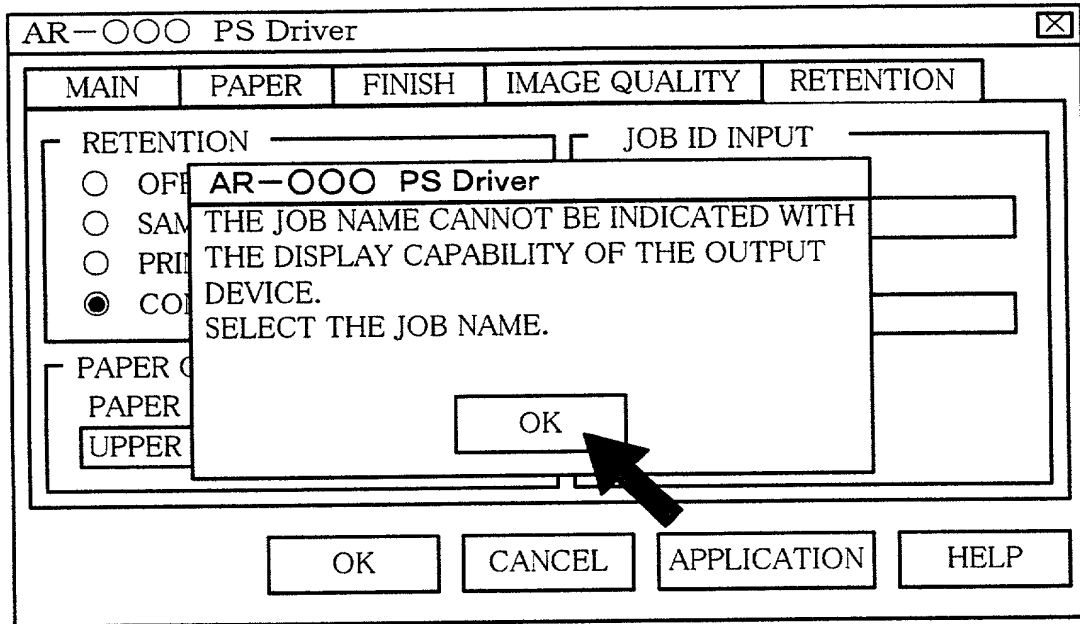 AR—○○○ PS Driver
MAIN PAPER FINISH IMAGE QUALITY RETENTION
RETENTION JOB ID INPUT
AR—○○○ PS Driver
THE JOB NAME CANNOT BE INDICATED WITH
THE DISPLAY CAPABILITY OF THE OUTPUT
DEVICE.
SELECT THE JOB NAME.
PAPER
PAPER
UPPER
OK
OK CANCEL APPLICATION HELP